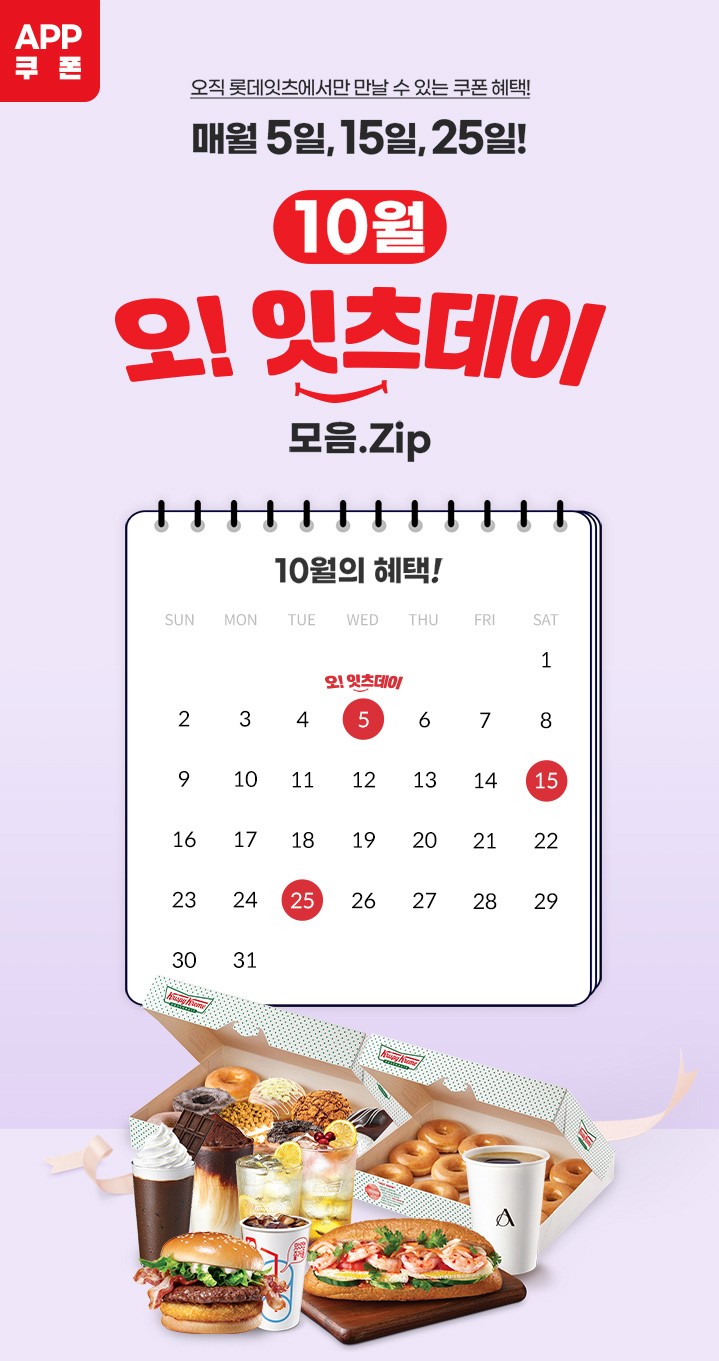 APP
쿠폰
오직 롯데잇츠에서만 만날 수 있는 쿠폰 혜택!
매월 5일, 15일, 25일!
10월
오! 잇츠데이
모음.Zip
10월의 혜택!
SUN MON TUE WED THU FRI SAT
1
오! 잇츠데이
2 3 4 5 6 7 8
9 10 11 12 13 14 15
16 17 18 19 20 21 22
23 24 25 26 27 28 29
30 31
Krispy Kreme
Krispy Kreme